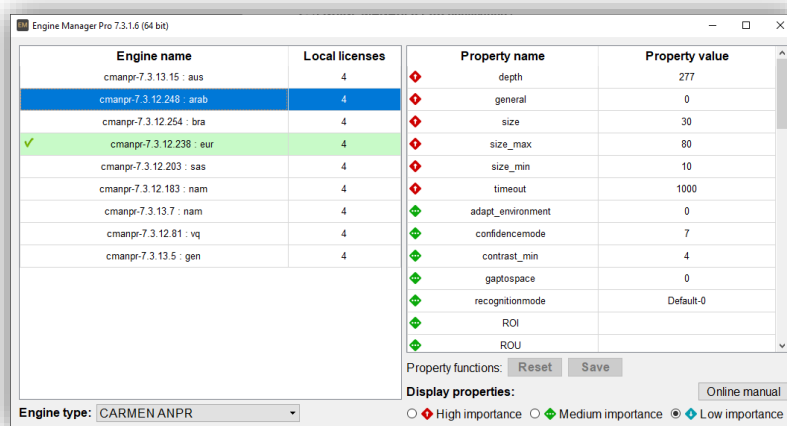 EM Engine Manager Pro 7.3.1.6 (64 bit)
Engine name Local licenses
cmanpr-7.3.13.15 : aus 4
cmanpr-7.3.12.248 : arab 4
cmanpr-7.3.12.254 : bra 4
cmanpr-7.3.12.238 : eur 4
cmanpr-7.3.12.203 : sas 4
cmanpr-7.3.12.183 : nam 4
cmanpr-7.3.13.7 : nam 4
cmanpr-7.3.12.81 : vq 4
cmanpr-7.3.13.5 : gen 4
Engine type: CARMEN ANPR
Property name Property value
depth 277
general 0
size 30
size_max 80
size_min 10
timeout 1000
adapt_environment 0
confidencemode 7
contrast_min 4
gaptospace 0
recognitionmode Default-0
ROI
ROU
Property functions: Reset Save
Display properties: Online manual
High importance Medium importance Low importance